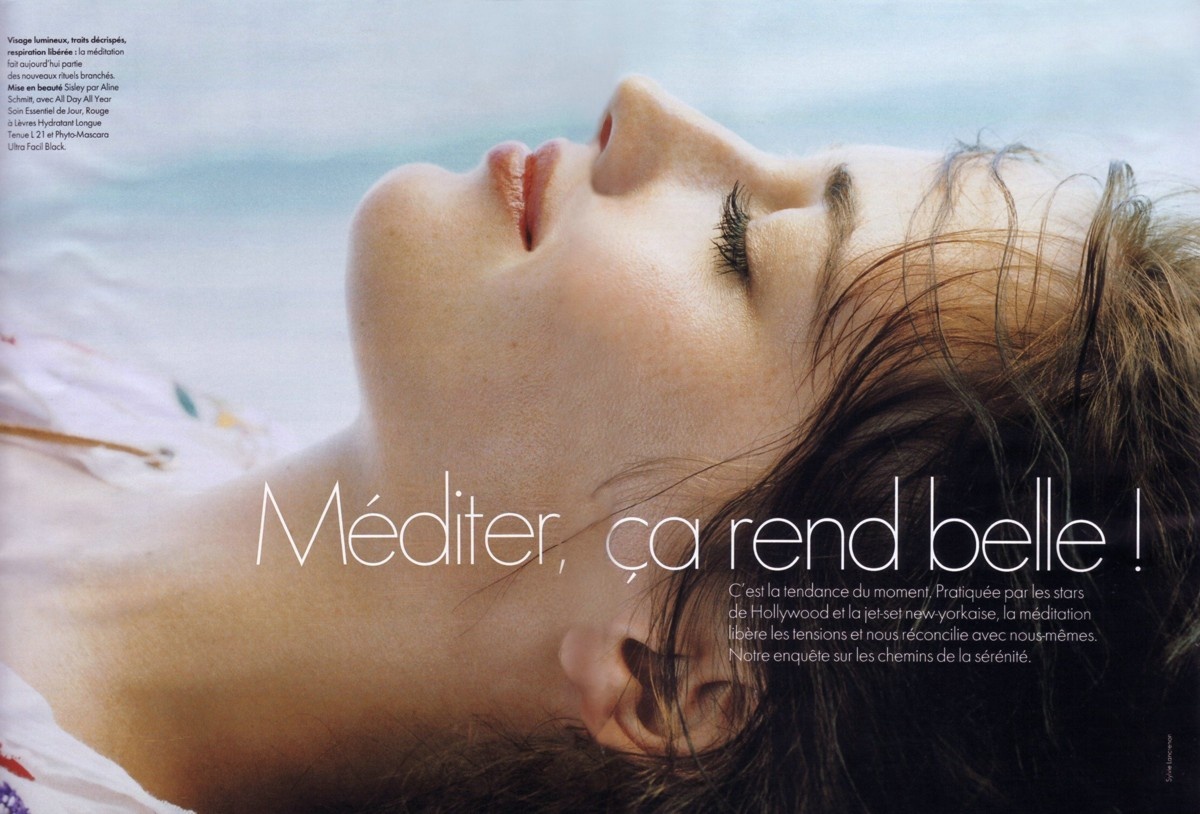 Visage lumineux, traits décrispés,
respiration libérée : la méditation
fait aujourd'hui partie
des nouveaux rituels branchés.
Mise en beauté Sisley par Aline
Schmitt, avec All Day All Year
Soin Essentiel de Jour, Rouge
à Lèvres Hydratant Longue
Tenue L 21 et Phyto-Mascara
Ultra Facil Black.
Méditer, ça rend belle !
C'est la tendance du moment. Pratiquée par les stars
de Hollywood et la jet-set new-yorkaise, la méditation
libère les tensions et nous réconcilie avec nous-mêmes.
Notre enquête sur les chemins de la sérénité.
Sylvie Lancrenon